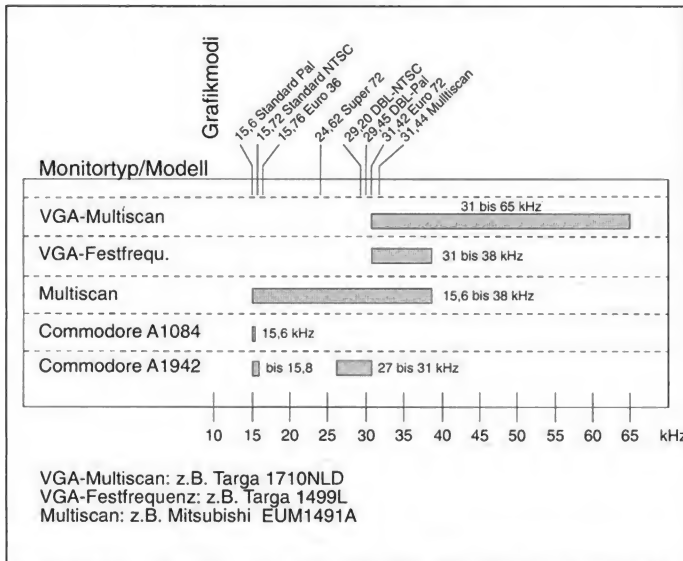 Grafikmodi
15,6 Standard Pal
15,72 Standard NTSC
15,76 Euro 36
24,62 Super 72
29,20 DBL-NTSC
29,45 DBL-Pal
31,42 Euro 72
31,44 Mulltiscan
Monitortyp/Modell
VGA-Multiscan 31 bis 65 kHz
VGA-Festfrequ. 31 bis 38 kHz
Multiscan 15,6 bis 38 kHz
Commodore A1084 15,6 kHz
Commodore A1942 bis 15,8 27 bis 31 kHz
10 15 20 25 30 35 40 45 50 55 60 65 kHz
VGA-Multiscan: z.B. Targa 1710NLD
VGA-Festfrequenz: z.B. Targa 1499L
Multiscan: z.B. Mitsubishi EUM1491A